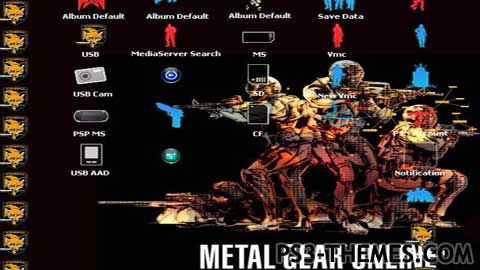 Album Default
Album Default
Album Default
Save Data
USB
MediaServer Search
MS
Vmc
USB Cam
SD
New Vmc
PSP MS
CF
PSN Account
USB AAD
Notification
METAL GEAR ONLINE
PS3-THEMES.COM